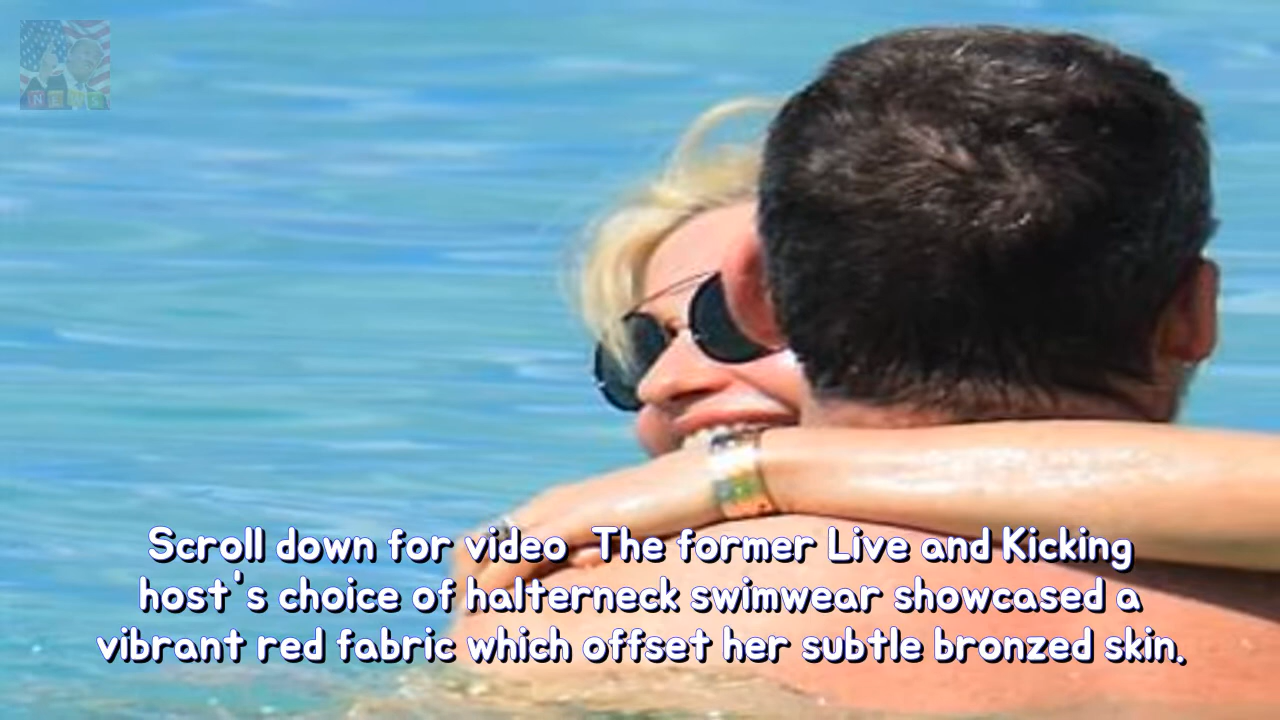 Scroll down for video  The former Live and Kicking
host's choice of halterneck swimwear showcased a
vibrant red fabric which offset her subtle bronzed skin.